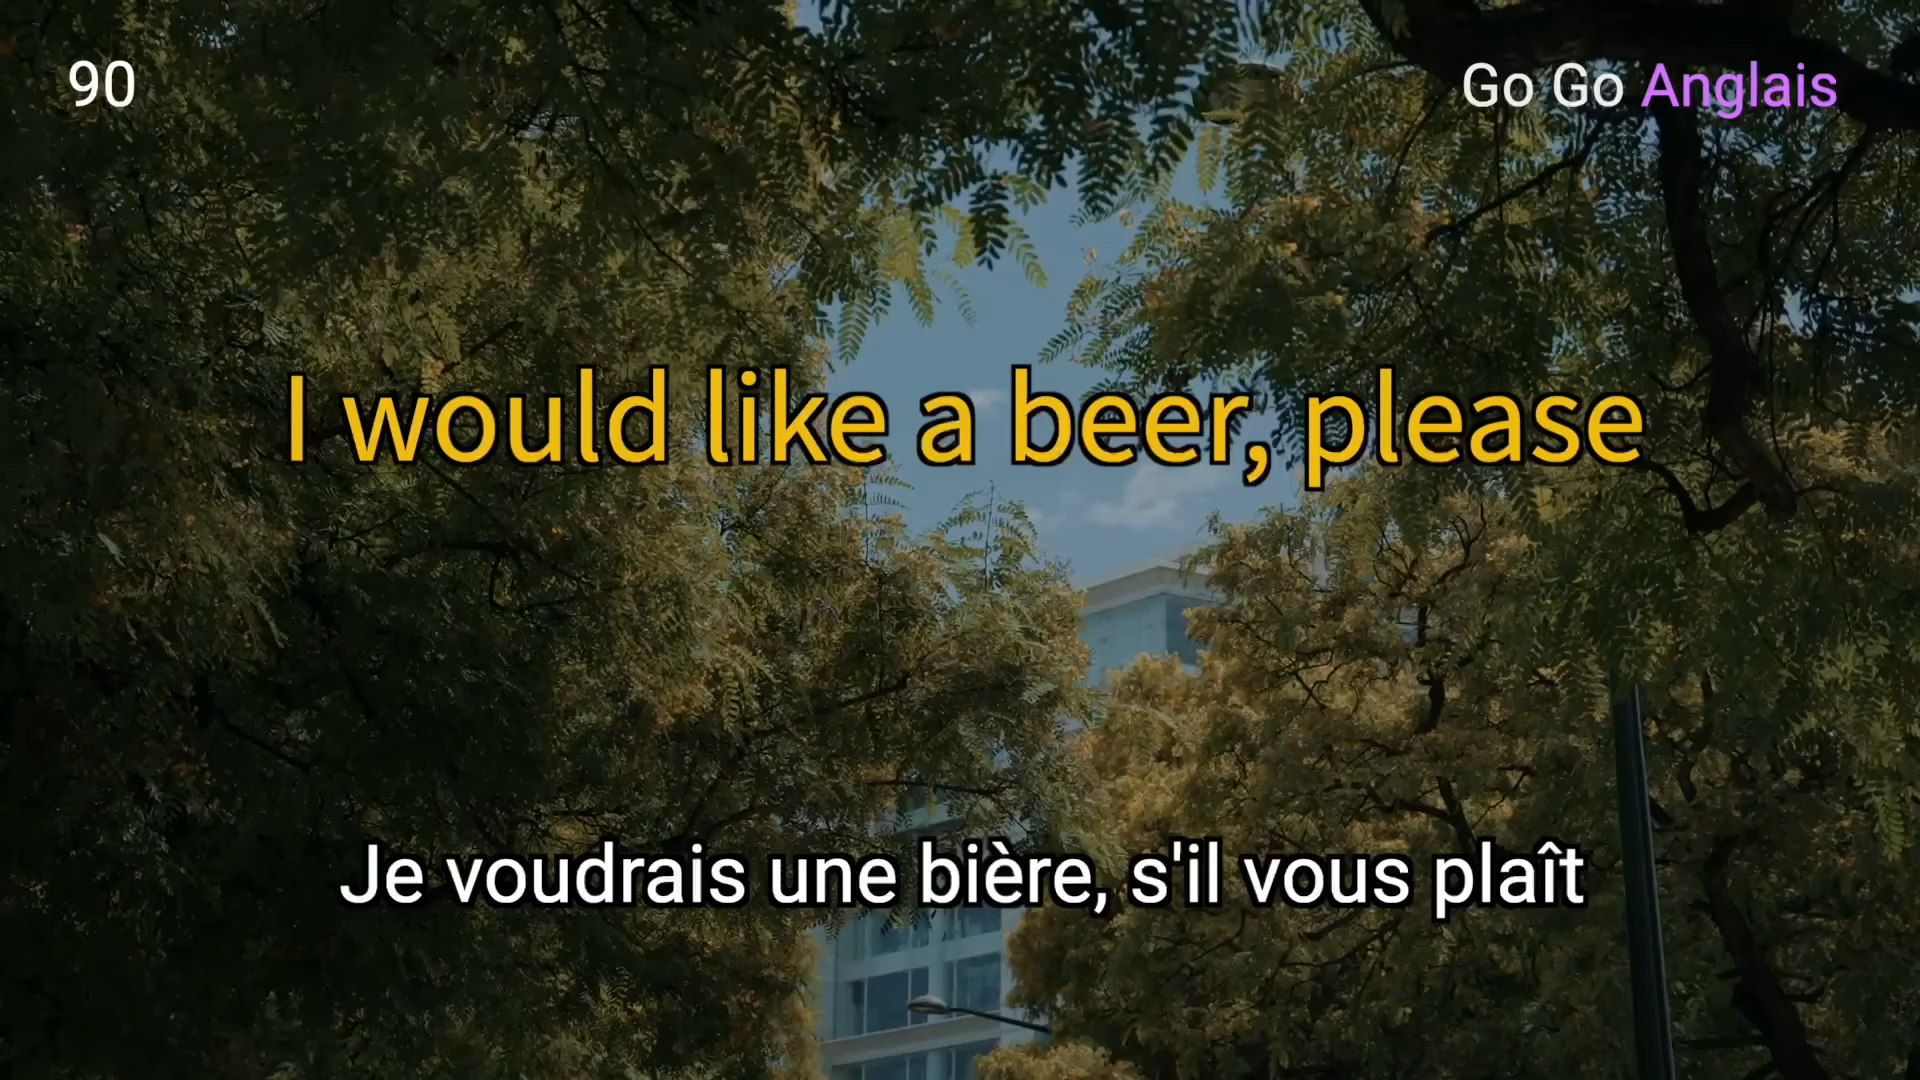 90
Go Go Anglais
I would like a beer, please
Je voudrais une bière, s'il vous plaît